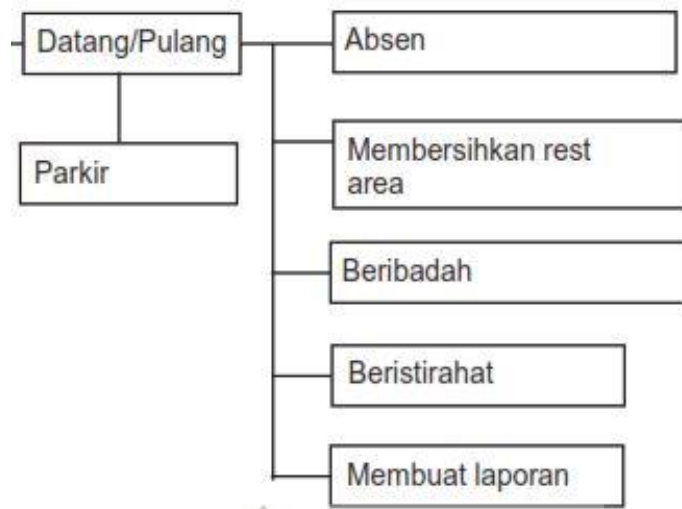 Datang/Pulang
Absen
Parkir
Membersihkan rest
area
Beribadah
Beristirahat
Membuat laporan